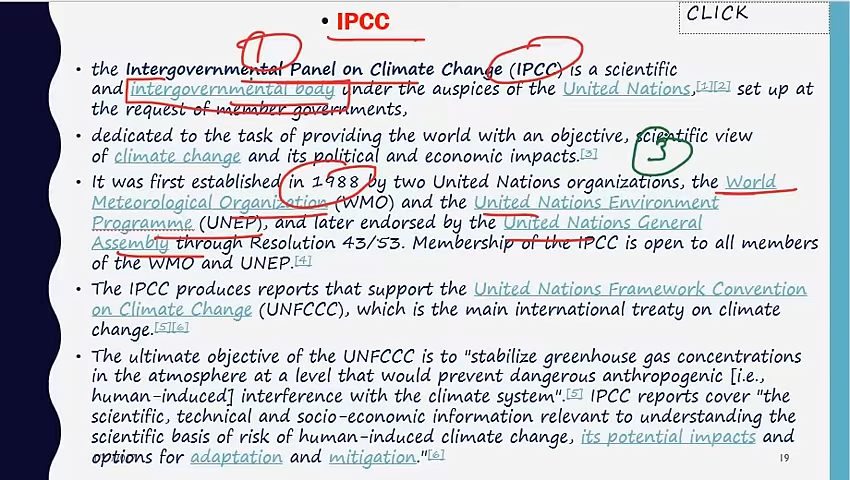 CLICK
• IPCC
1
• the Intergovernmental Panel on Climate Change (IPCC) is a scientific
and intergovernmental body under the auspices of the United Nations,[1][2] set up at
the request of member governments,
• dedicated to the task of providing the world with an objective, scientific view
of climate change and its political and economic impacts.[3]
3
• It was first established in 1988 by two United Nations organizations, the World
Meteorological Organization (WMO) and the United Nations Environment
Programme (UNEP), and later endorsed by the United Nations General
Assembly through Resolution 43/53. Membership of the IPCC is open to all members
of the WMO and UNEP.[4]
• The IPCC produces reports that support the United Nations Framework Convention
on Climate Change (UNFCCC), which is the main international treaty on climate
change.[5][6]
• The ultimate objective of the UNFCCC is to "stabilize greenhouse gas concentrations
in the atmosphere at a level that would prevent dangerous anthropogenic [i.e.,
human-induced] interference with the climate system".[5] IPCC reports cover "the
scientific, technical and socio-economic information relevant to understanding the
scientific basis of risk of human-induced climate change, its potential impacts and
options for adaptation and mitigation."[6]
19